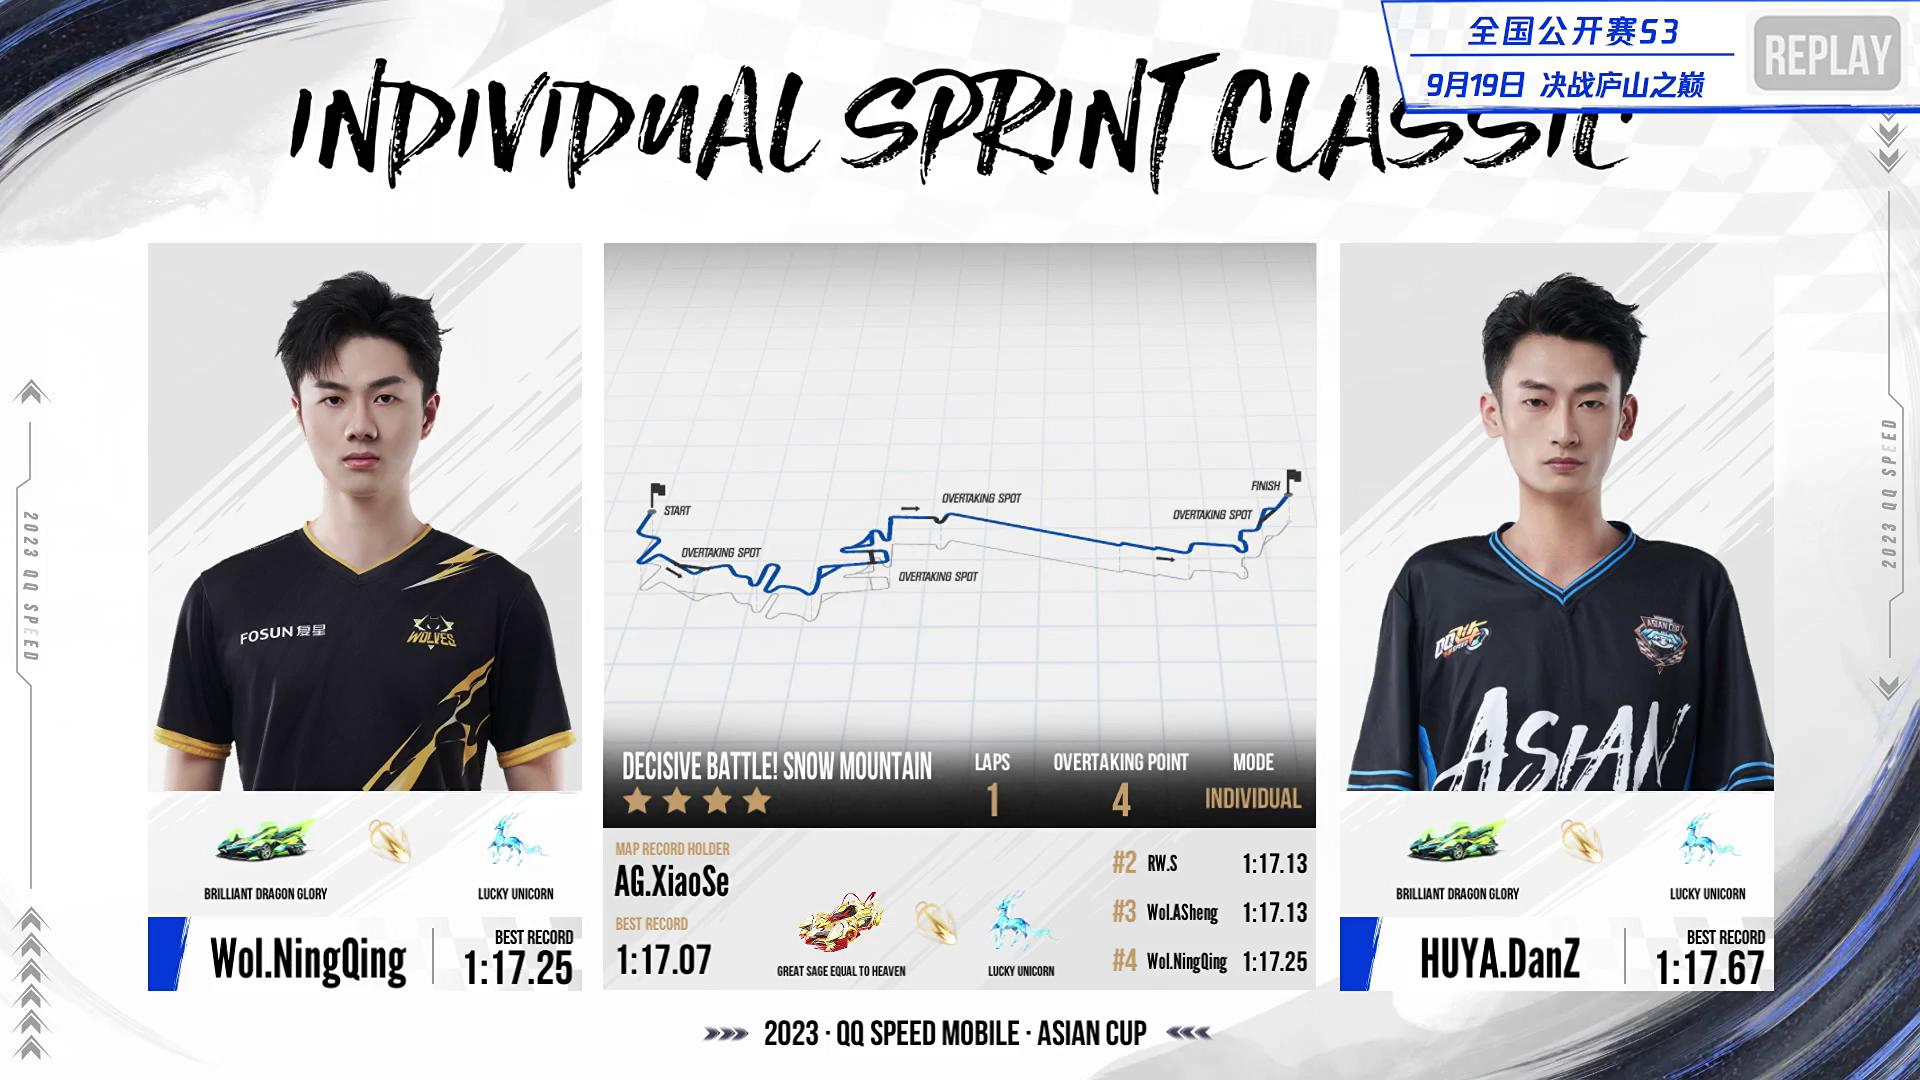 全国公开赛S3
9月19日 决战庐山之巅
REPLAY
INDIVIDUAL SPRINT CLASSIC
2023 QQ SPEED
2023 QQ SPEED
FOSUN 复星
WOLVES
ASIAN CUP
ASIAN
START
OVERTAKING SPOT
OVERTAKING SPOT
OVERTAKING SPOT
OVERTAKING SPOT
FINISH
DECISIVE BATTLE! SNOW MOUNTAIN
LAPS
1
OVERTAKING POINT
4
MODE
INDIVIDUAL
BRILLIANT DRAGON GLORY
LUCKY UNICORN
Wol.NingQing
BEST RECORD
1:17.25
MAP RECORD HOLDER
AG.XiaoSe
BEST RECORD
1:17.07
GREAT SAGE EQUAL TO HEAVEN
LUCKY UNICORN
#2 RW.S 1:17.13
#3 Wol.ASheng 1:17.13
#4 Wol.NingQing 1:17.25
BRILLIANT DRAGON GLORY
LUCKY UNICORN
HUYA.DanZ
BEST RECORD
1:17.67
2023 · QQ SPEED MOBILE · ASIAN CUP